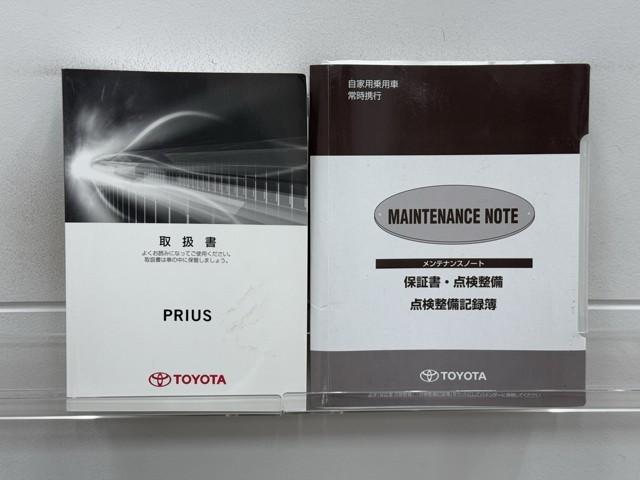 取扱書
よくお読みになってご使用ください。
取扱書は車の中に保管しましょう。
PRIUS
TOYOTA
自家用乗用車
常時携行
MAINTENANCE NOTE
メンテナンスノート
保証書・点検整備
点検整備記録簿
TOYOTA